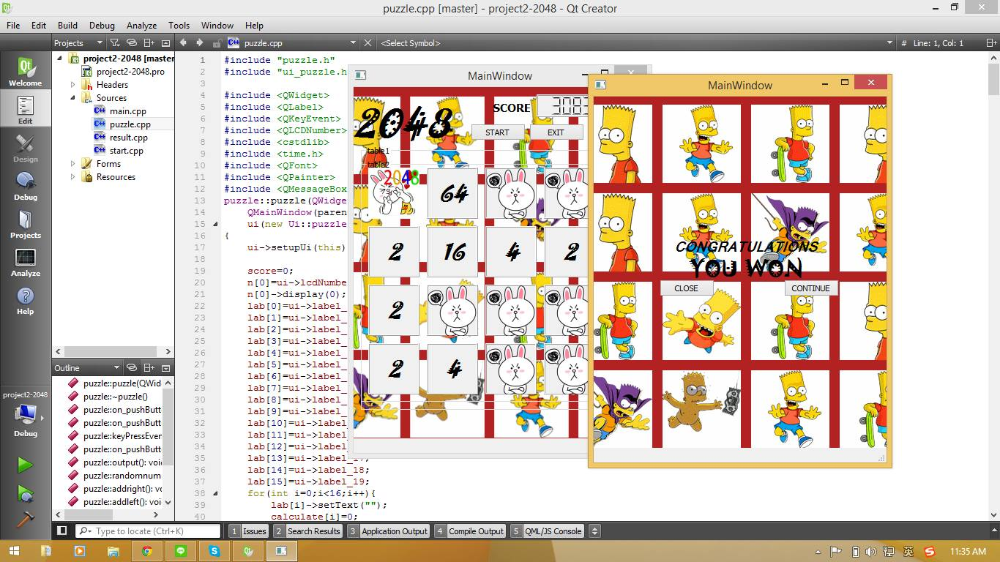 puzzle.cpp [master] - project2-2048 - Qt Creator
File Edit Build Debug Analyze Tools Window Help
Projects
puzzle.cpp
<Select Symbol>
# Line: 1, Col: 1
Welcome
Edit
Design
Debug
Projects
Analyze
Help
project2-2048
Debug
project2-2048 [master
project2-2048.pro
Headers
Sources
main.cpp
puzzle.cpp
result.cpp
start.cpp
Forms
Resources
Outline
puzzle::puzzle(QWid
puzzle::~puzzle()
puzzle::on_pushButt
puzzle::on_pushButt
puzzle::keyPressEven
puzzle::on_pushButt
puzzle::output(): voi
puzzle::randomnum
puzzle::addright(): vo
puzzle::addleft(): voi
1 #include "puzzle.h"
2 #include "ui_puzzle.h
3
4 #include <QWidget>
5 #include <QLabel>
6 #include <QKeyEvent>
7 #include <QLCDNumber>
8 #include <cstdlib>
9 #include <time.h>
10 #include <QFont>
11 #include <QPainter>
12 #include <QMessageBox
13 puzzle::puzzle(QWidge
14 QMainWindow(paren
15 ui(new Ui::puzzle
16 {
17 ui->setupUi(this)
18
19 score=0;
20 n[0]=ui->lcdNumbe
21 n[0]->display(0);
22 lab[0]=ui->label_
23 lab[1]=ui->label_
24 lab[2]=ui->label_
25 lab[3]=ui->label_
26 lab[4]=ui->label_
27 lab[5]=ui->label_
28 lab[6]=ui->label_
29 lab[7]=ui->label_
30 lab[8]=ui->label_
31 lab[9]=ui->label_
32 lab[10]=ui->label_
33 lab[11]=ui->label_
34 lab[12]=ui->label_
35 lab[13]=ui->label_17;
36 lab[14]=ui->label_18;
37 lab[15]=ui->label_19;
38 for(int i=0;i<16;i++){
39 lab[i]->setText("");
40 calculate[i]=0;
MainWindow
2048
SCORE
START EXIT
table1
table2
2048
64
2 16 4 2
2
2 4
MainWindow
CONGRATULATIONS
YOU WON
CLOSE CONTINUE
Type to locate (Ctrl+K)
1 Issues 2 Search Results 3 Application Output 4 Compile Output 5 QML/JS Console
英
11:35 AM